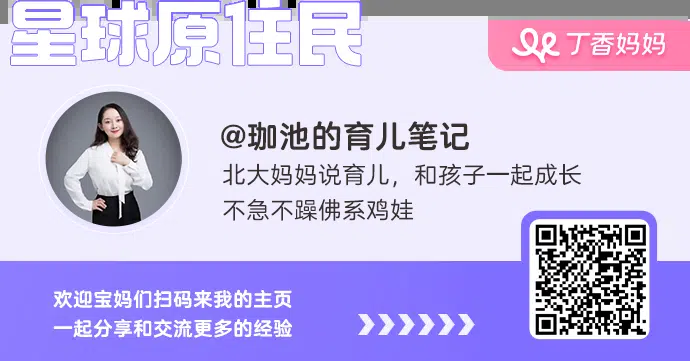 星球原住民
丁香妈妈
@珈池的育儿笔记
北大妈妈说育儿，和孩子一起成长
不急不躁佛系鸡娃
欢迎宝妈们扫码来我的主页
一起分享和交流更多的经验